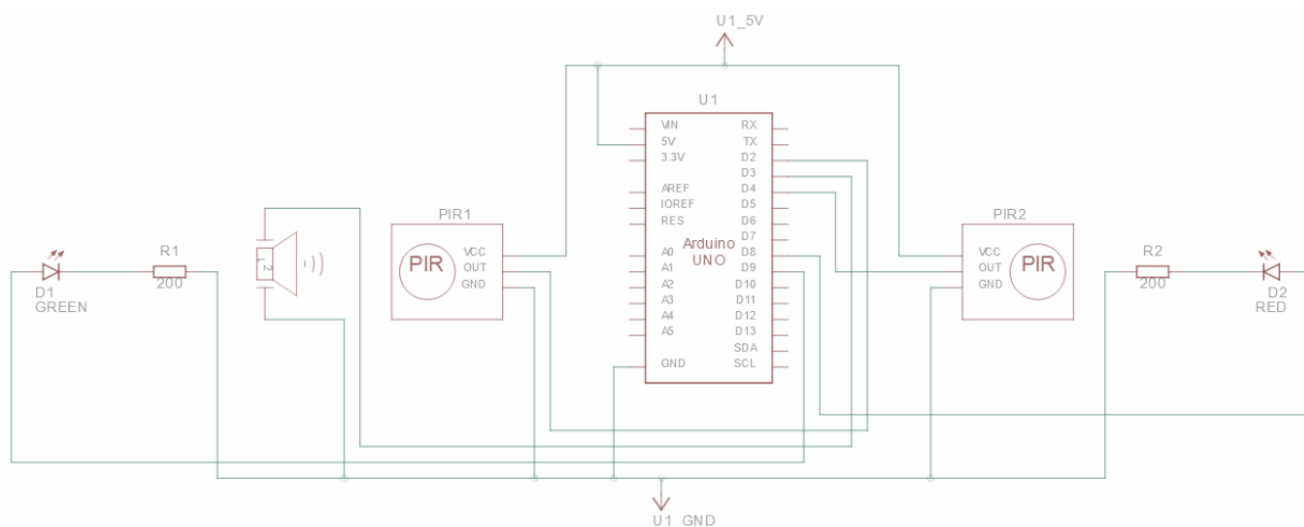 U1_5V
U1
VIN
5V
3.3V
AREF
IOREF
RES
A0
A1
A2
A3
A4
A5
GND
RX
TX
D2
D3
D4
D5
D6
D7
D8
D9
D10
D11
D12
D13
SDA
SCL
Arduino
UNO
PIR1
PIR
VCC
OUT
GND
PIR2
VCC
OUT
GND
PIR
R1
200
D1
GREEN
1
2
R2
200
D2
RED
U1_GND